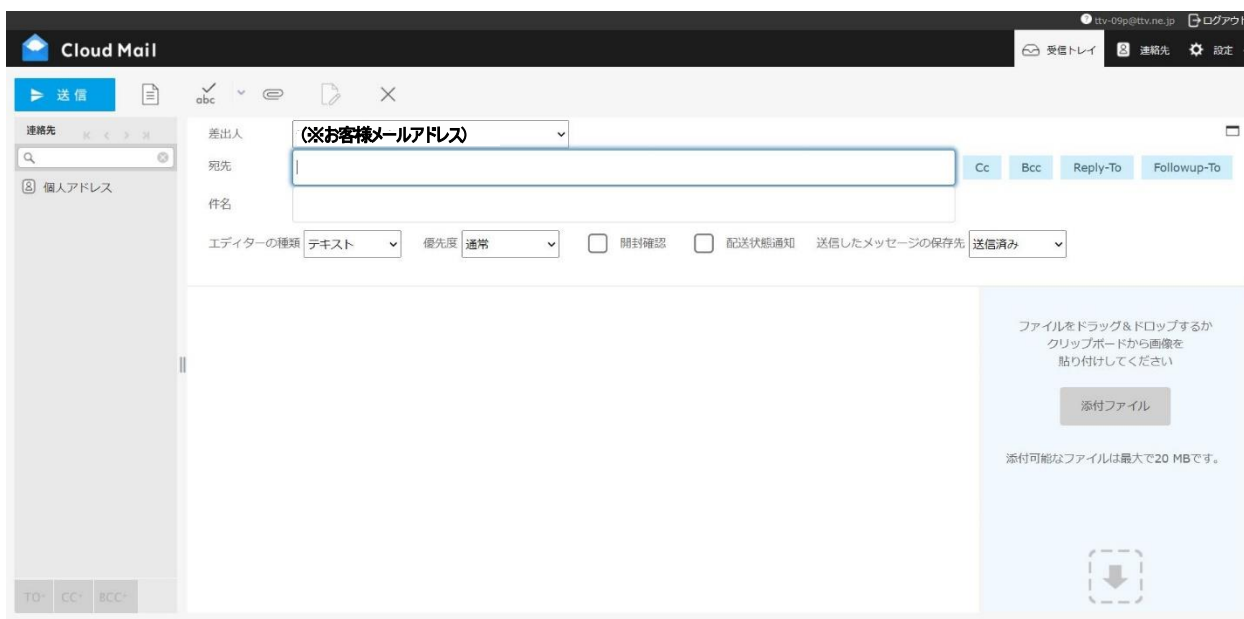 ttv-09p@ttv.ne.jp ログアウト
Cloud Mail
受信トレイ 連絡先 設定
送信
abc
連絡先
個人アドレス
差出人 (※お客様メールアドレス)
宛先 Cc Bcc Reply-To Followup-To
件名
エディターの種類 テキスト 優先度 通常 開封確認 配送状態通知 送信したメッセージの保存先 送信済み
ファイルをドラッグ&ドロップするか
クリップボードから画像を
貼り付けしてください
添付ファイル
添付可能なファイルは最大で20 MBです。
TO+ CC+ BCC+